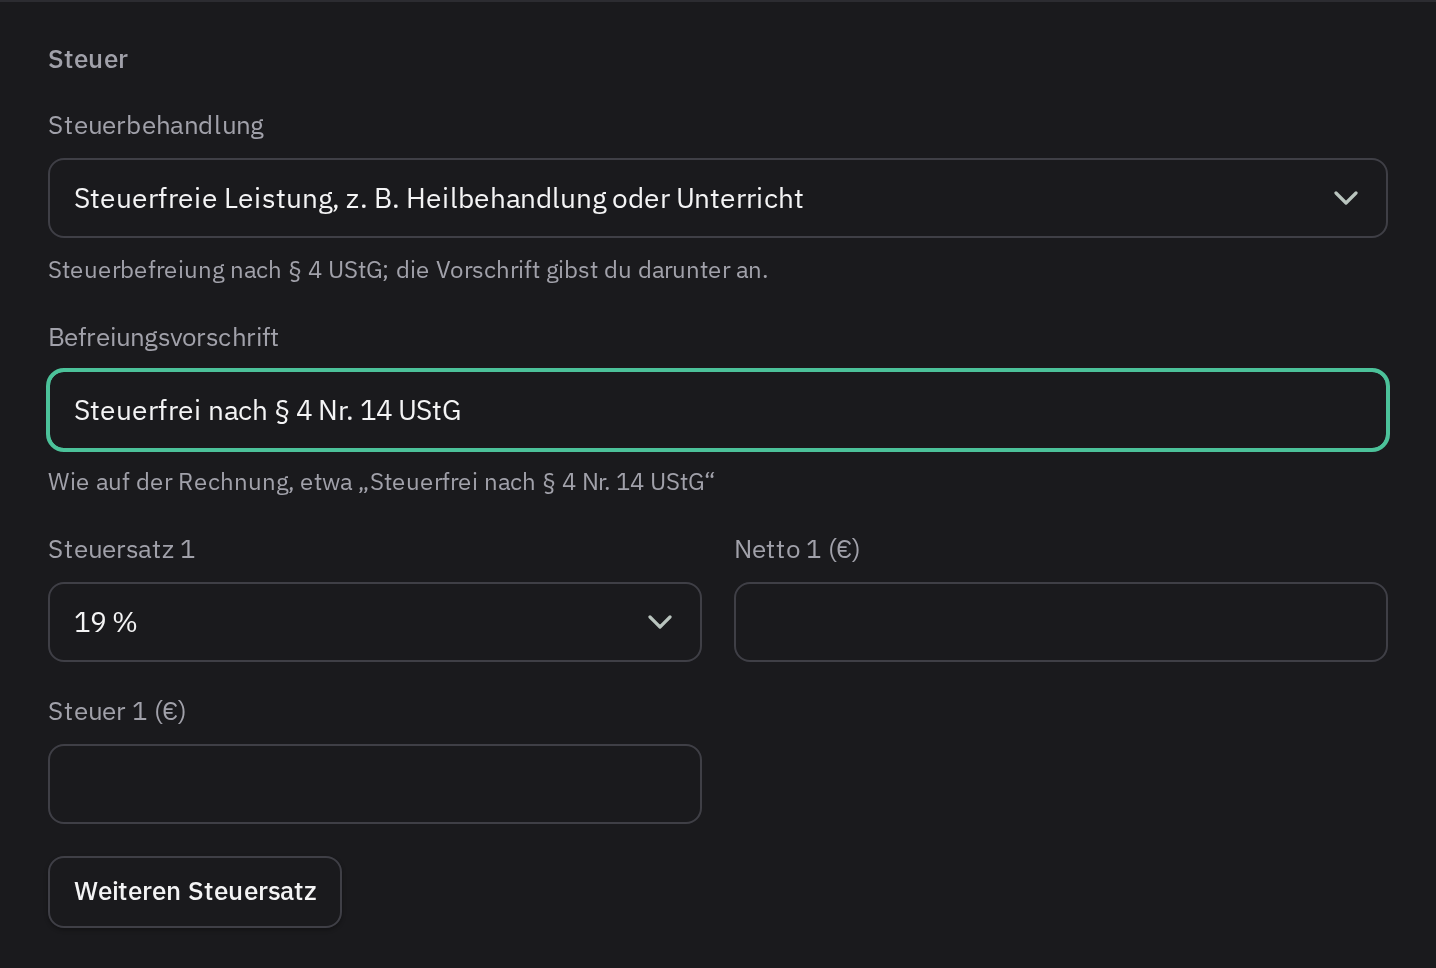 Steuer
Steuerbehandlung
Steuerfreie Leistung, z. B. Heilbehandlung oder Unterricht
Steuerbefreiung nach § 4 UStG; die Vorschrift gibst du darunter an.
Befreiungsvorschrift
Steuerfrei nach § 4 Nr. 14 UStG
Wie auf der Rechnung, etwa „Steuerfrei nach § 4 Nr. 14 UStG“
Steuersatz 1
Netto 1 (€)
19 %
Steuer 1 (€)
Weiteren Steuersatz